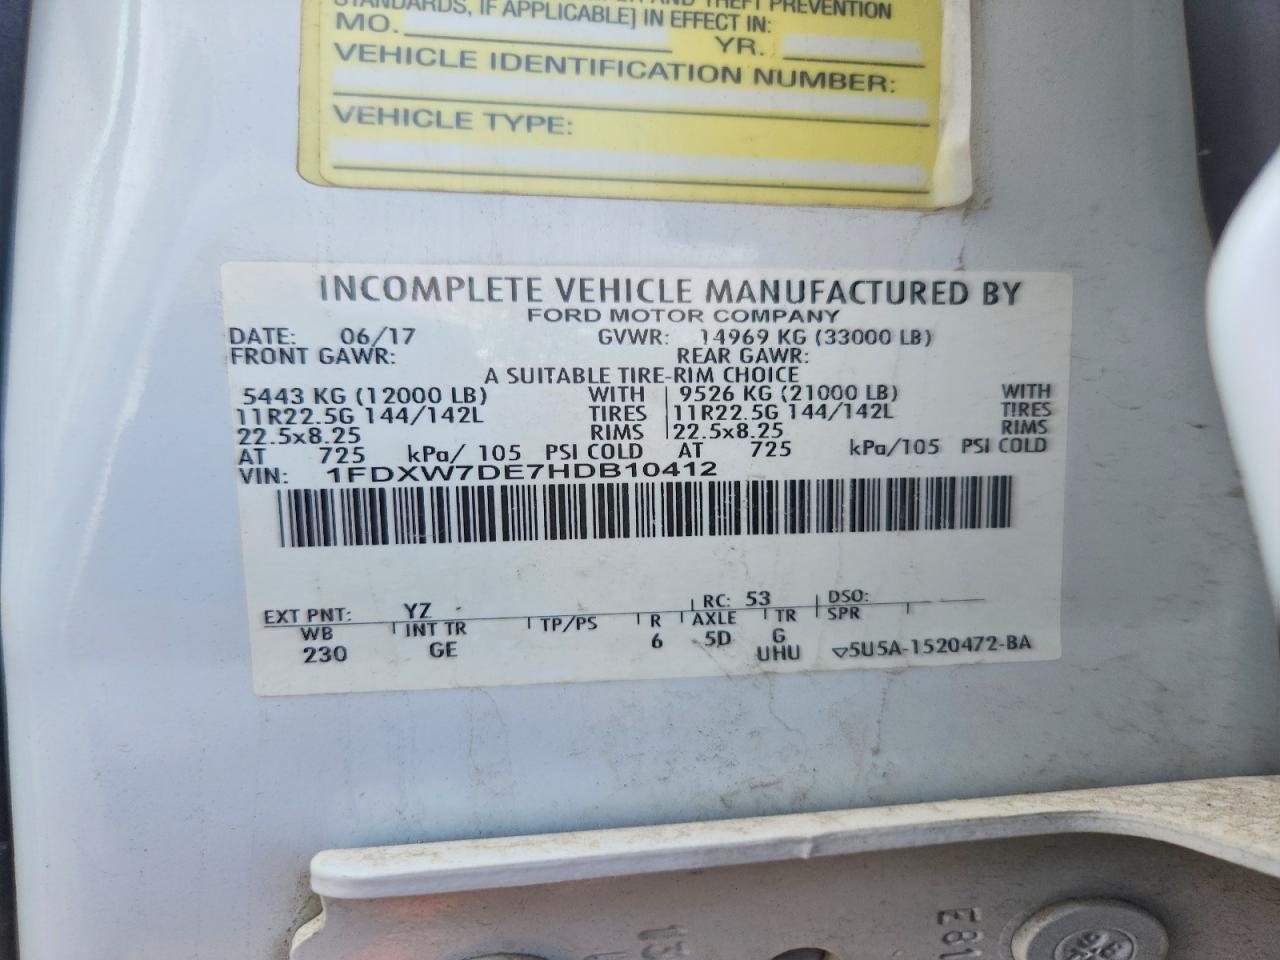 AND THEFT PREVENTION
STANDARDS, IF APPLICABLE] IN EFFECT IN:
MO. YR.
VEHICLE IDENTIFICATION NUMBER:
VEHICLE TYPE:
INCOMPLETE VEHICLE MANUFACTURED BY
FORD MOTOR COMPANY
DATE: 06/17 GVWR: 14969 KG (33000 LB)
FRONT GAWR: REAR GAWR:
A SUITABLE TIRE-RIM CHOICE
5443 KG (12000 LB) WITH 9526 KG (21000 LB) WITH
11R22.5G 144/142L TIRES 11R22.5G 144/142L TIRES
22.5x8.25 RIMS 22.5x8.25 RIMS
AT 725 kPa/ 105 PSI COLD AT 725 kPa/105 PSI COLD
VIN: 1FDXW7DE7HDB10412
EXT PNT: YZ RC: 53 DSO:
WB INT TR TP/PS R AXLE TR SPR
230 GE 6 5D G
UHU ▽5U5A-1520472-BA
13
E81